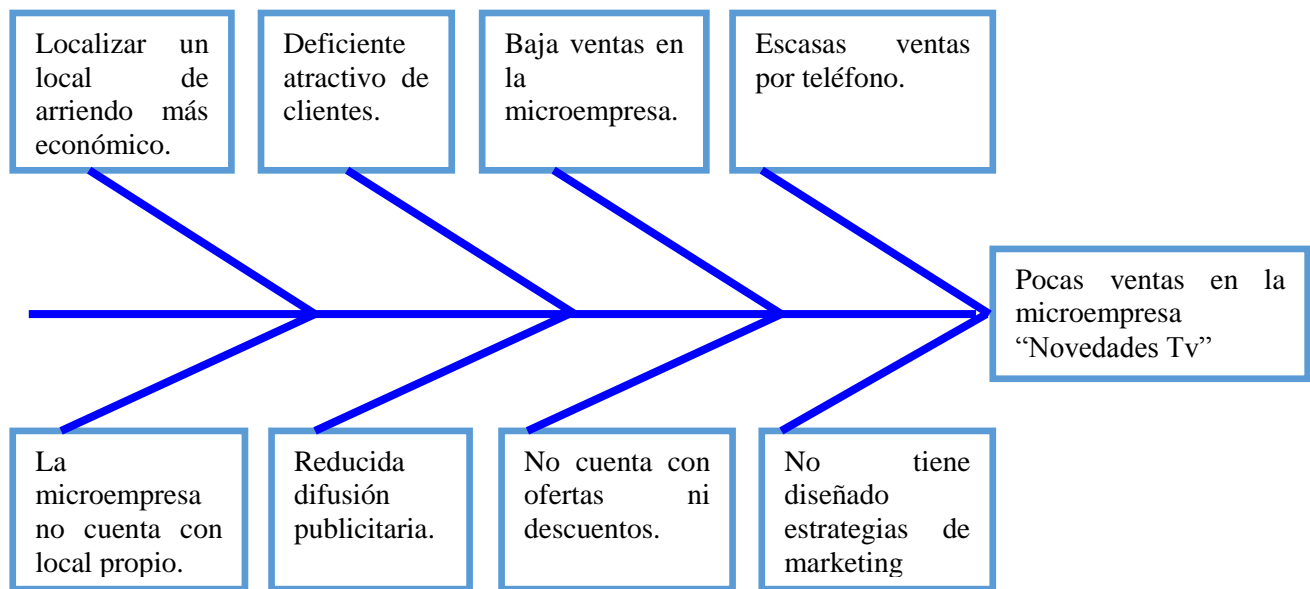 Localizar un
local de
arriendo más
económico.
Deficiente
atractivo de
clientes.
Baja ventas en
la
microempresa.
Escasas ventas
por teléfono.
Pocas ventas en la
microempresa
“Novedades Tv”
La
microempresa
no cuenta con
local propio.
Reducida
difusión
publicitaria.
No cuenta con
ofertas ni
descuentos.
No tiene
diseñado
estrategias de
marketing